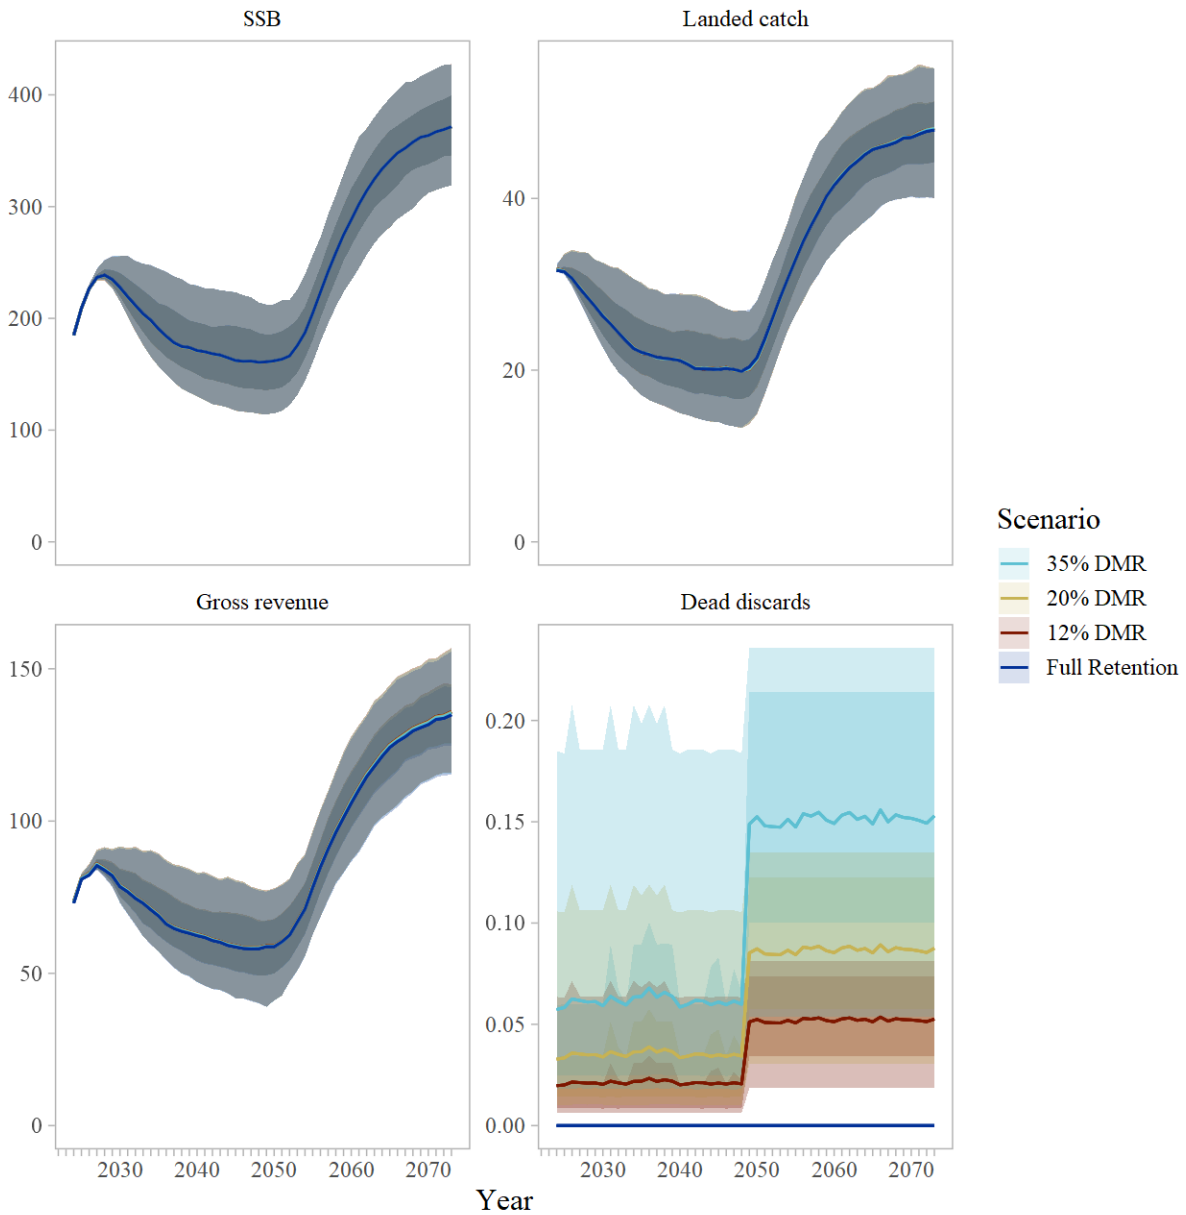 SSB
Landed catch
400
300
200
100
0
40
20
0
Gross revenue
Dead discards
150
100
50
0
0.20
0.15
0.10
0.05
0.00
2030 2040 2050 2060 2070
2030 2040 2050 2060 2070
Year
Scenario
35% DMR
20% DMR
12% DMR
Full Retention